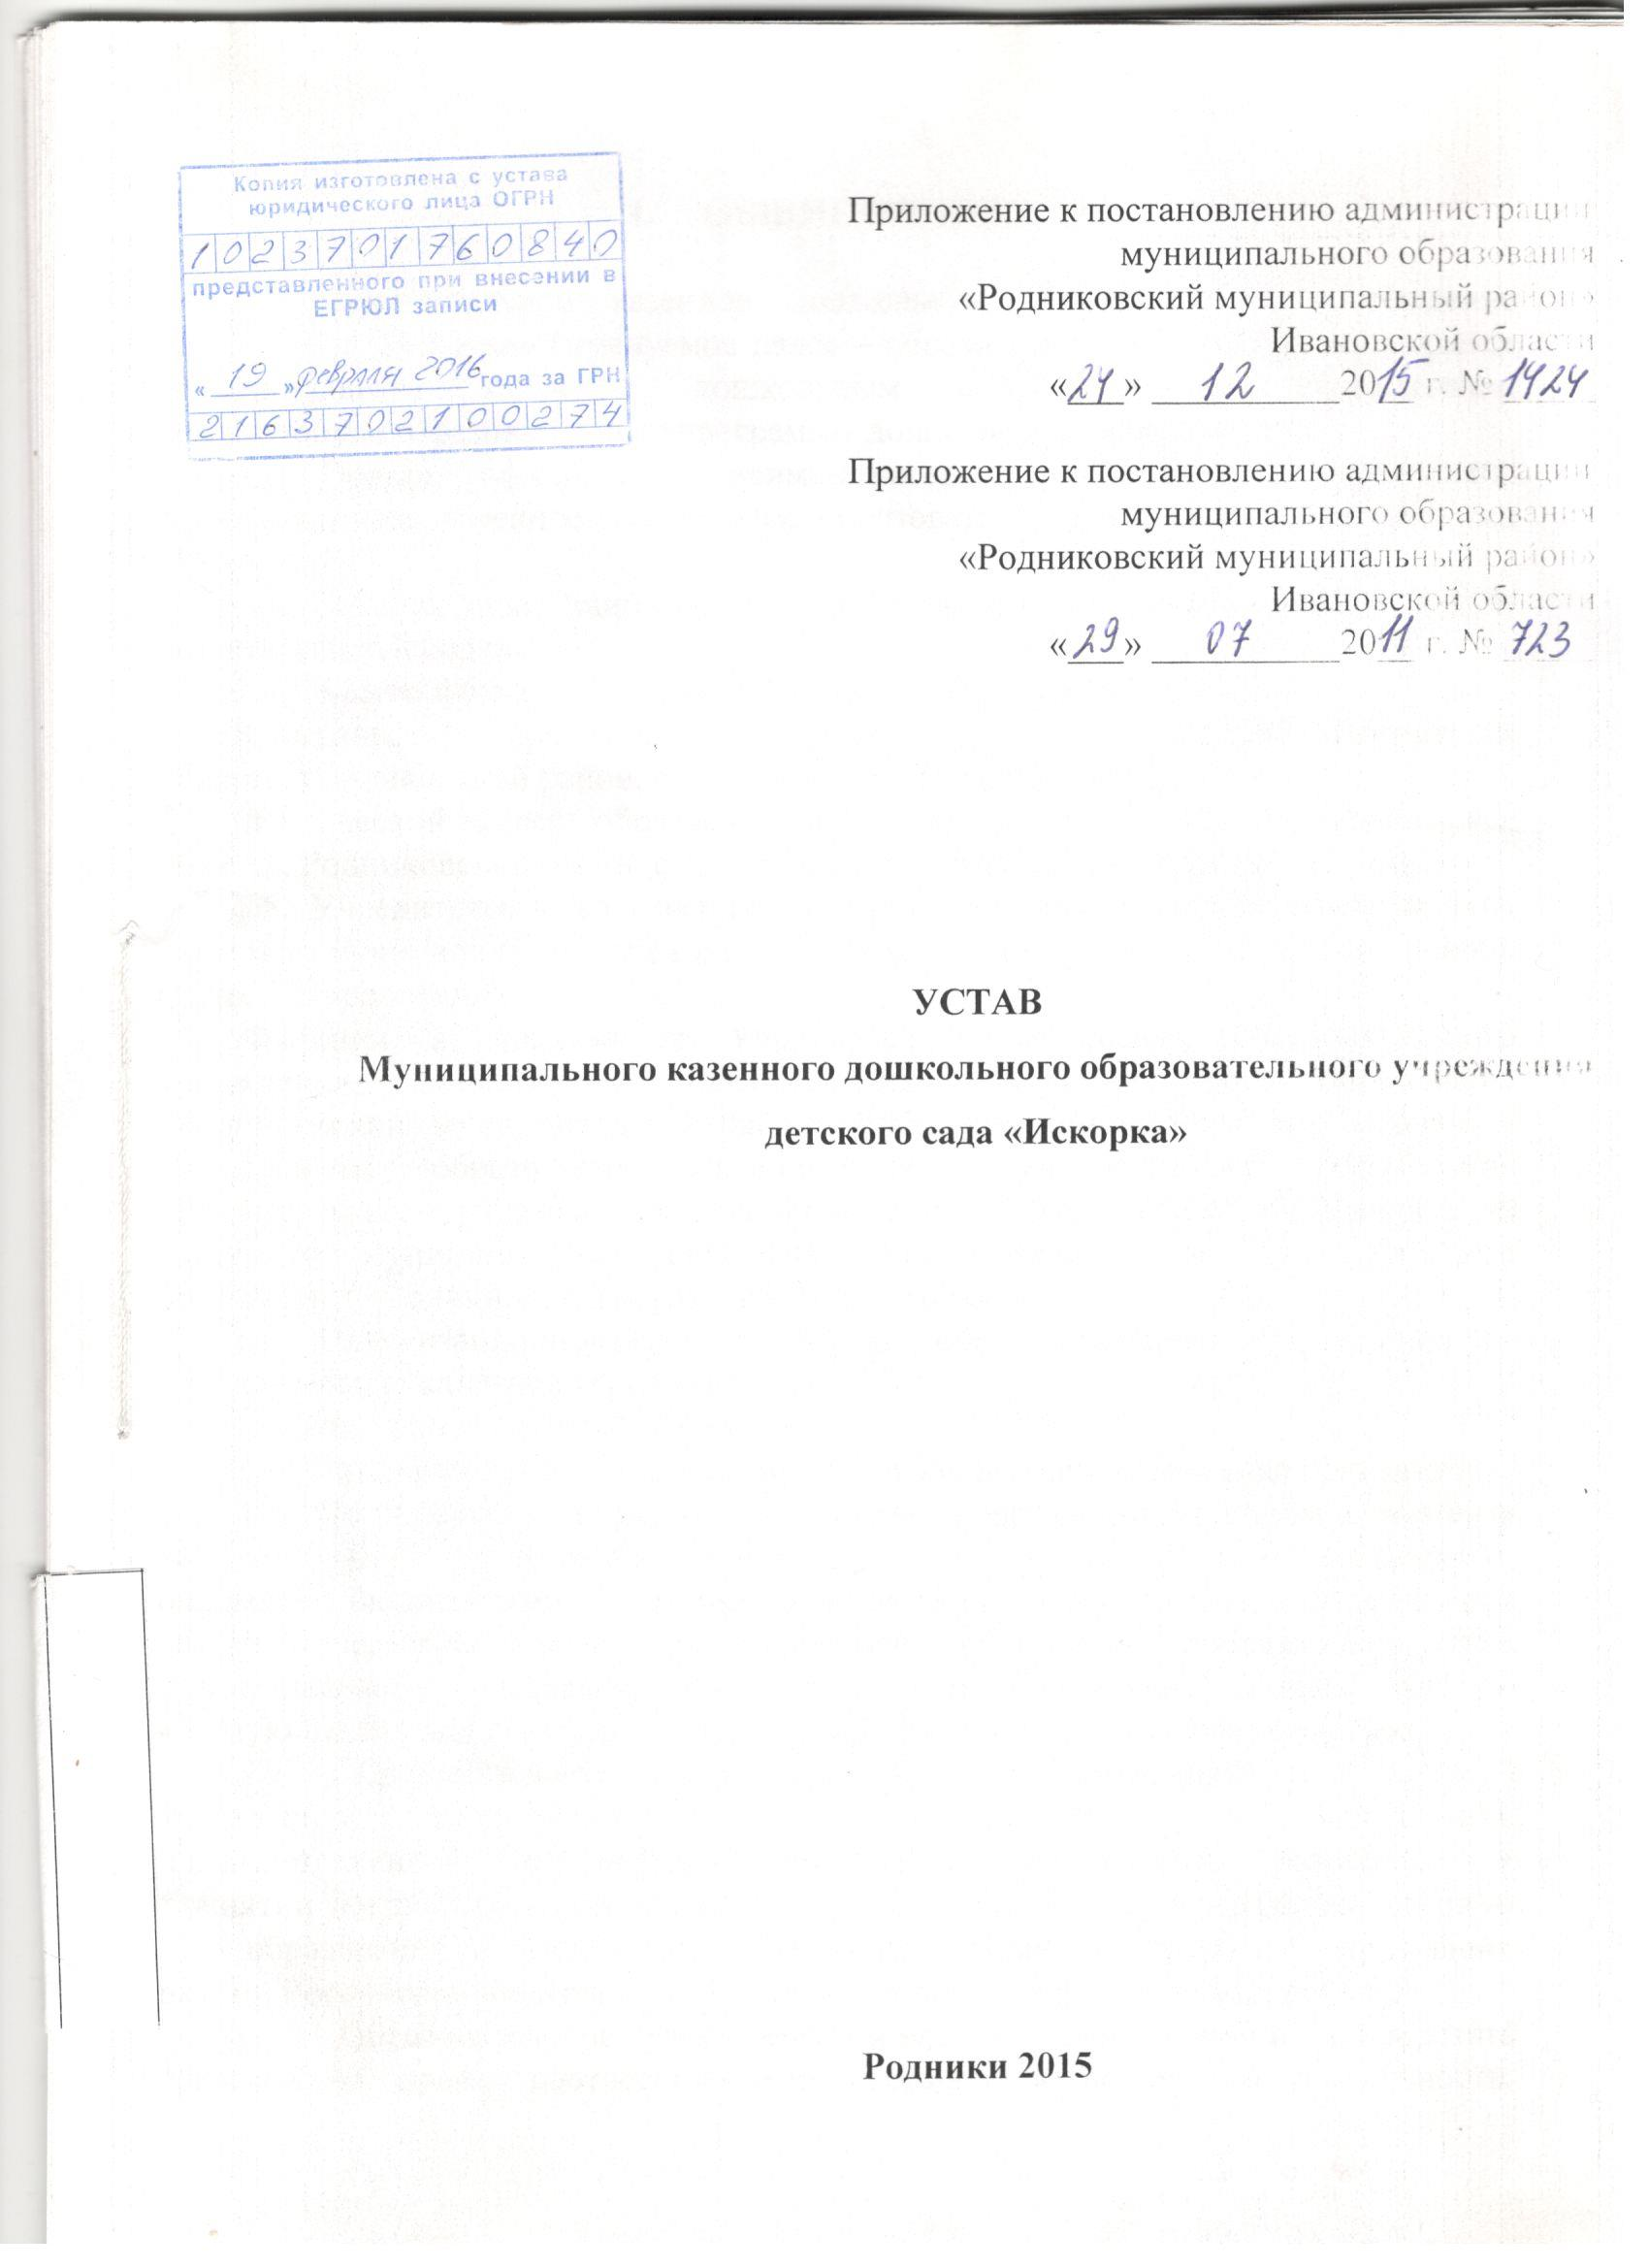 Копия изготовлена с устава
юридического лица ОГРН
1023701760840
представленного при внесении в
ЕГРЮЛ записи
« 19 » февраля 2016 года за ГРН
2163702100274
Приложение к постановлению администрации
муниципального образования
«Родниковский муниципальный район»
Ивановской области
«24» 12 2015 г. № 1424
Приложение к постановлению администрации
муниципального образования
«Родниковский муниципальный район»
Ивановской области
«29» 07 2011 г. № 723
УСТАВ
Муниципального казенного дошкольного образовательного учреждения
детского сада «Искорка»
Родники 2015